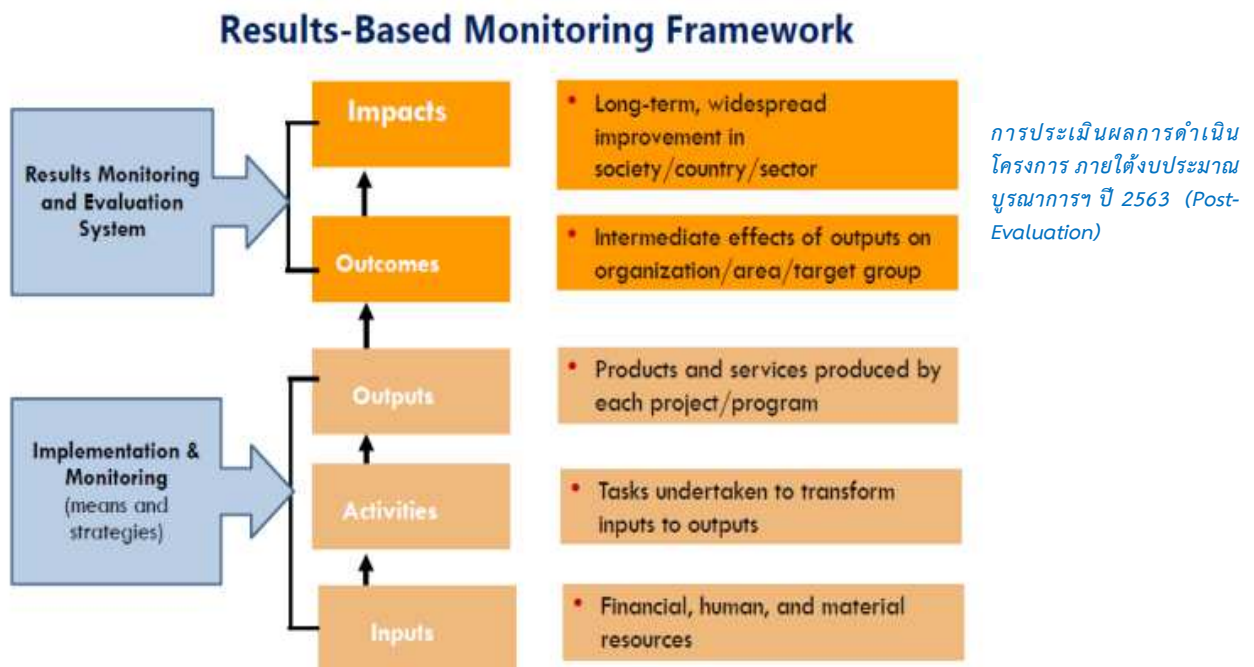 Results-Based Monitoring Framework
Results Monitoring
and Evaluation
System
Impacts
• Long-term, widespread
improvement in
society/country/sector
Outcomes
• Intermediate effects of outputs on
organization/area/target group
Implementation &
Monitoring
(means and
strategies)
Outputs
• Products and services produced by
each project/program
Activities
• Tasks undertaken to transform
inputs to outputs
Inputs
• Financial, human, and material
resources
การประเมินผลการดำเนิน
โครงการ ภายใต้งบประมาณ
บูรณาการฯ ปี 2563 (Post-
Evaluation)